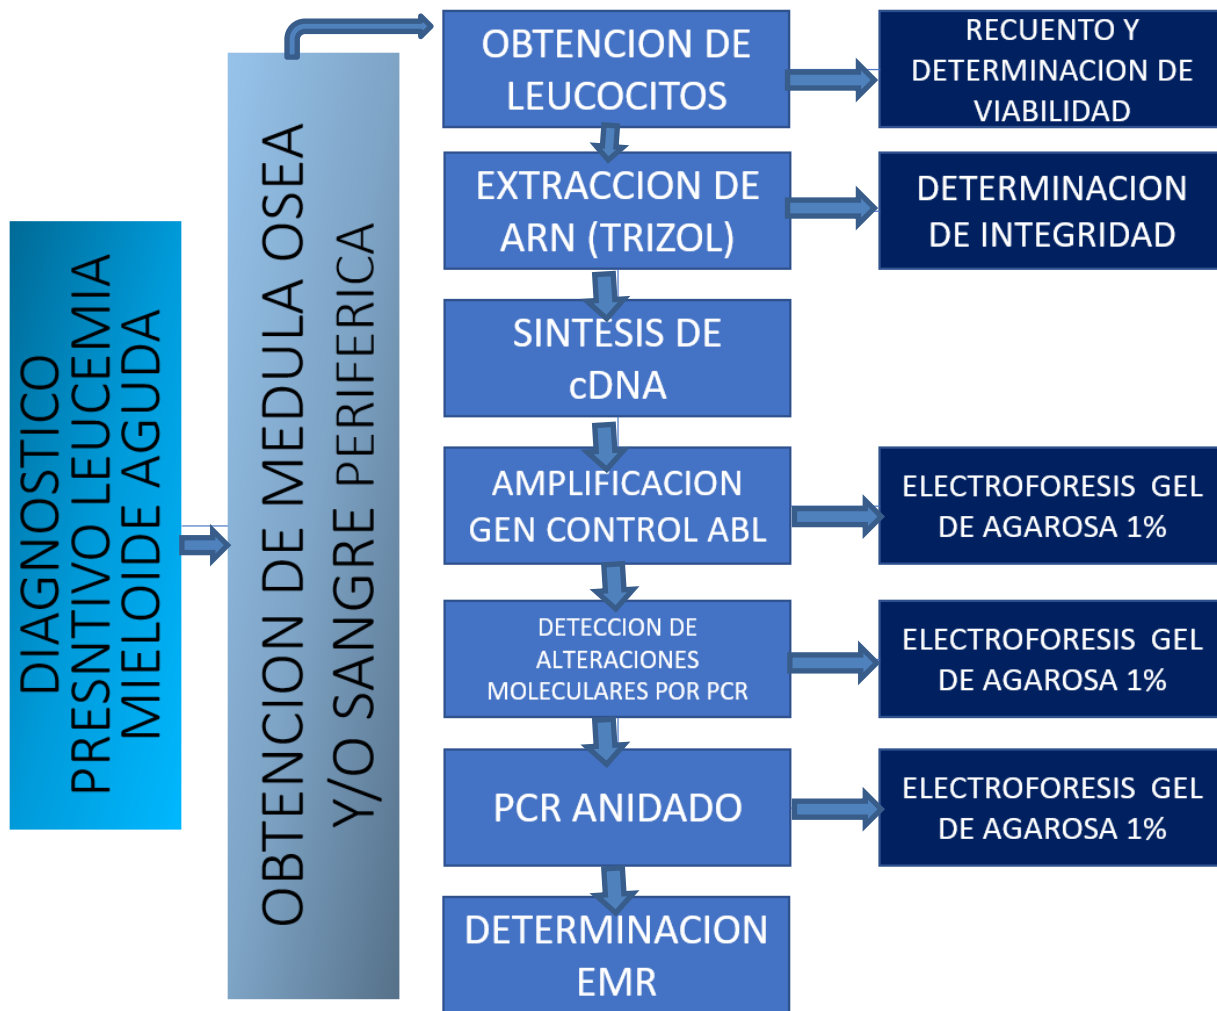 DIAGNOSTICO
PRESNTIVO LEUCEMIA
MIELOIDE AGUDA
OBTENCION DE MEDULA OSEA
Y/O SANGRE PERIFERICA
OBTENCION DE
LEUCOCITOS
RECUENTO Y
DETERMINACION DE
VIABILIDAD
EXTRACCION DE
ARN (TRIZOL)
DETERMINACION
DE INTEGRIDAD
SINTESIS DE
cDNA
AMPLIFICACION
GEN CONTROL ABL
ELECTROFORESIS GEL
DE AGAROSA 1%
DETECCION DE
ALTERACIONES
MOLECULARES POR PCR
ELECTROFORESIS GEL
DE AGAROSA 1%
PCR ANIDADO
ELECTROFORESIS GEL
DE AGAROSA 1%
DETERMINACION
EMR